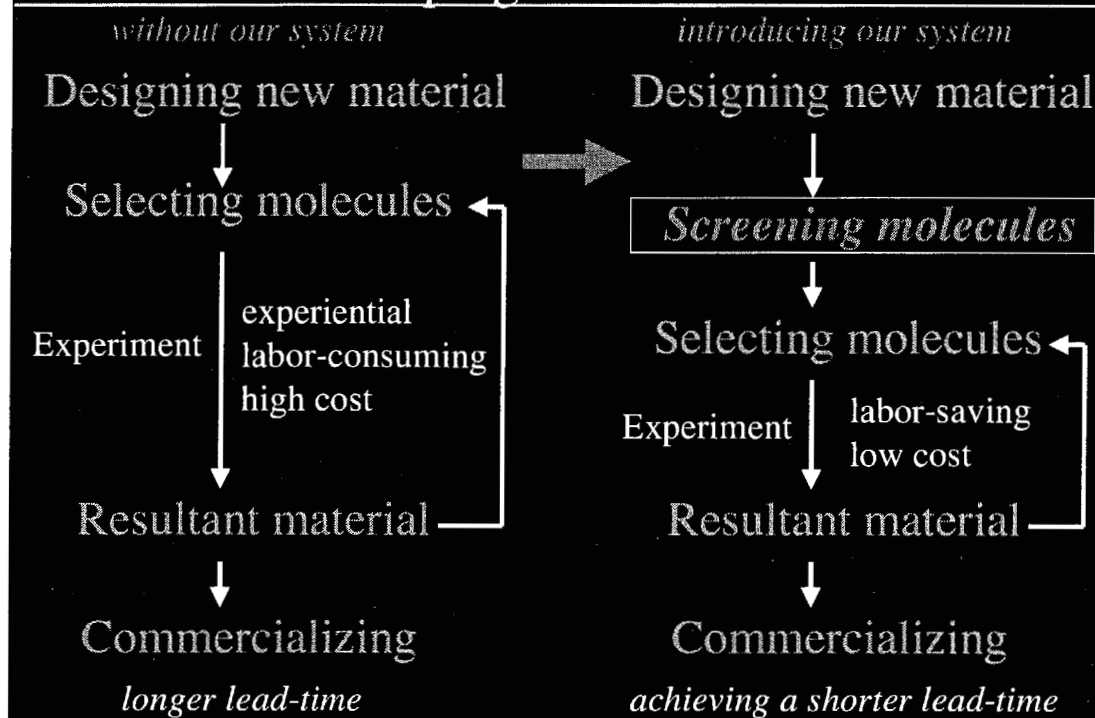 without our system
Designing new material
Selecting molecules
Experiment
experiential
labor-consuming
high cost
Resultant material
Commercializing
longer lead-time
introducing our system
Designing new material
Screening molecules
Selecting molecules
Experiment
labor-saving
low cost
Resultant material
Commercializing
achieving a shorter lead-time